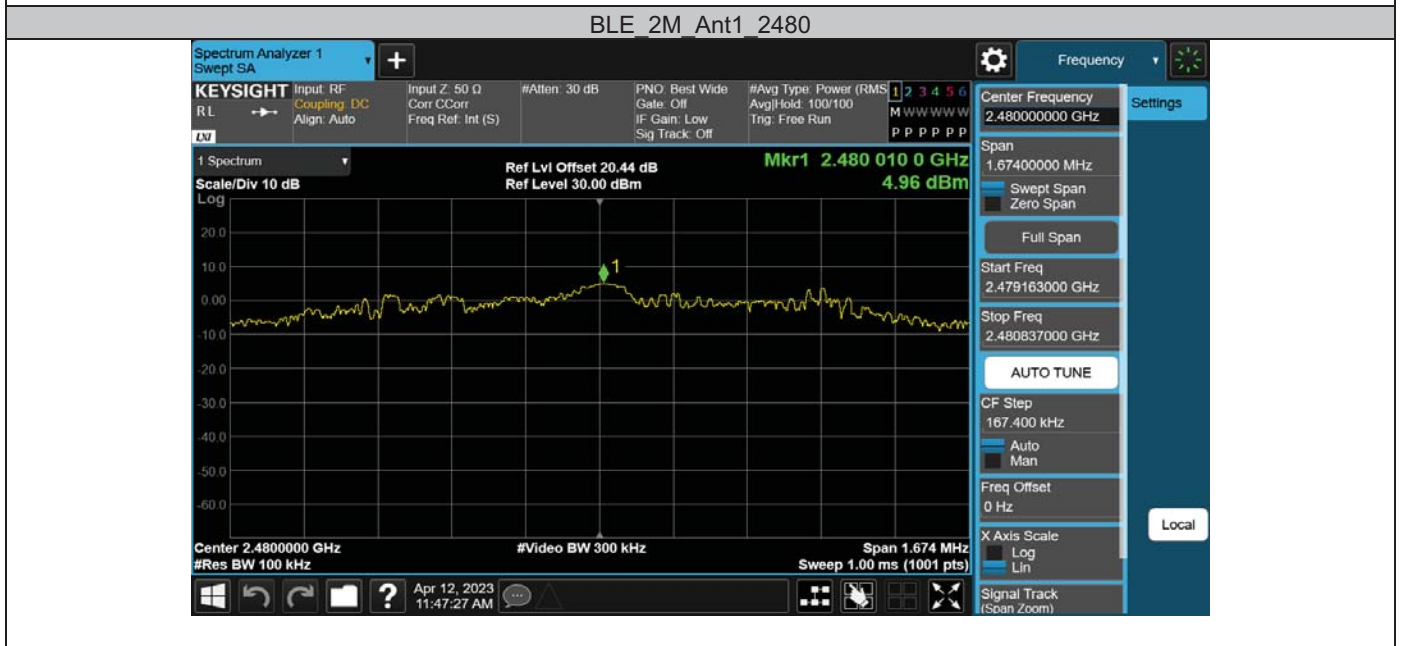 BLE_2M_Ant1_2480
Spectrum Analyzer 1
Swept SA
+
Frequency
KEYSIGHT
RL
LXI
Input: RF
Coupling: DC
Align: Auto
Input Z: 50 Ω
Corr CCorr
Freq Ref: Int (S)
#Atten: 30 dB
PNO: Best Wide
Gate: Off
IF Gain: Low
Sig Track: Off
#Avg Type: Power (RMS
Avg|Hold: 100/100
Trig: Free Run
1 2 3 4 5 6
M W W W W W
P P P P P P
1 Spectrum
Scale/Div 10 dB
Log
Ref Lvl Offset 20.44 dB
Ref Level 30.00 dBm
Mkr1 2.480 010 0 GHz
4.96 dBm
20.0
10.0
0.00
-10.0
-20.0
-30.0
-40.0
-50.0
-60.0
1
Center 2.4800000 GHz
#Res BW 100 kHz
#Video BW 300 kHz
Span 1.674 MHz
Sweep 1.00 ms (1001 pts)
Center Frequency
2.480000000 GHz
Settings
Span
1.67400000 MHz
Swept Span
Zero Span
Full Span
Start Freq
2.479163000 GHz
Stop Freq
2.480837000 GHz
AUTO TUNE
CF Step
167.400 kHz
Auto
Man
Freq Offset
0 Hz
X Axis Scale
Log
Lin
Local
Signal Track
(Span Zoom)
?
Apr 12, 2023
11:47:27 AM